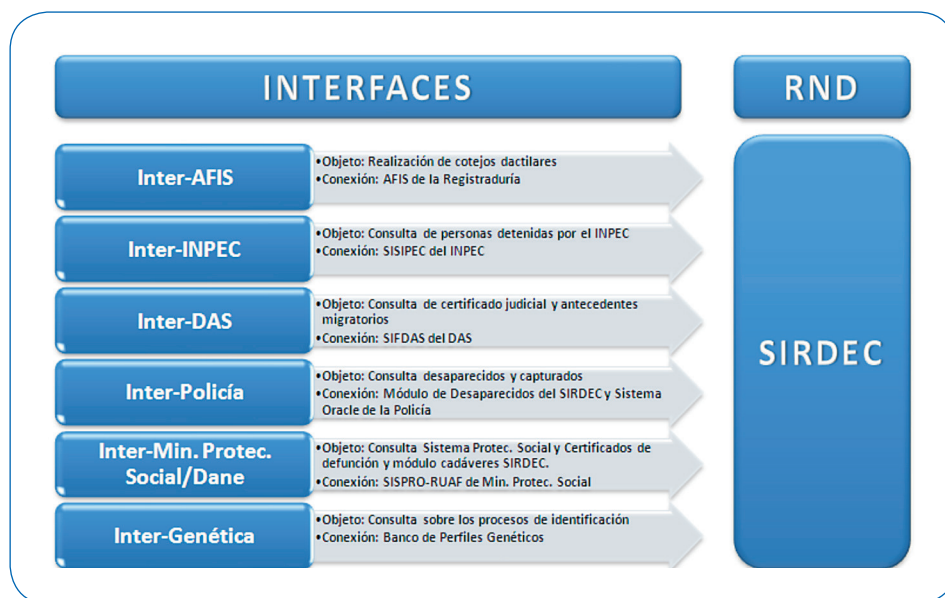 INTERFACES
RND
Inter-AFIS
•Objeto: Realización de cotejos dactilares
•Conexión: AFIS de la Registraduría
Inter-INPEC
•Objeto: Consulta de personas detenidas por el INPEC
•Conexión: SISIPEC del INPEC
Inter-DAS
•Objeto: Consulta de certificado judicial y antecedentes
migratorios
•Conexión: SIFDAS del DAS
Inter-Policía
•Objeto: Consulta desaparecidos y capturados
•Conexión: Módulo de Desaparecidos del SIRDEC y Sistema
Oracle de la Policía
Inter-Min. Protec.
Social/Dane
•Objeto: Consulta Sistema Protec. Social y Certificados de
defunción y módulo cadáveres SIRDEC.
•Conexión: SISPRO-RUAF de Min. Protec. Social
Inter-Genética
•Objeto: Consulta sobre los procesos de identificación
•Conexión: Banco de Perfiles Genéticos
SIRDEC